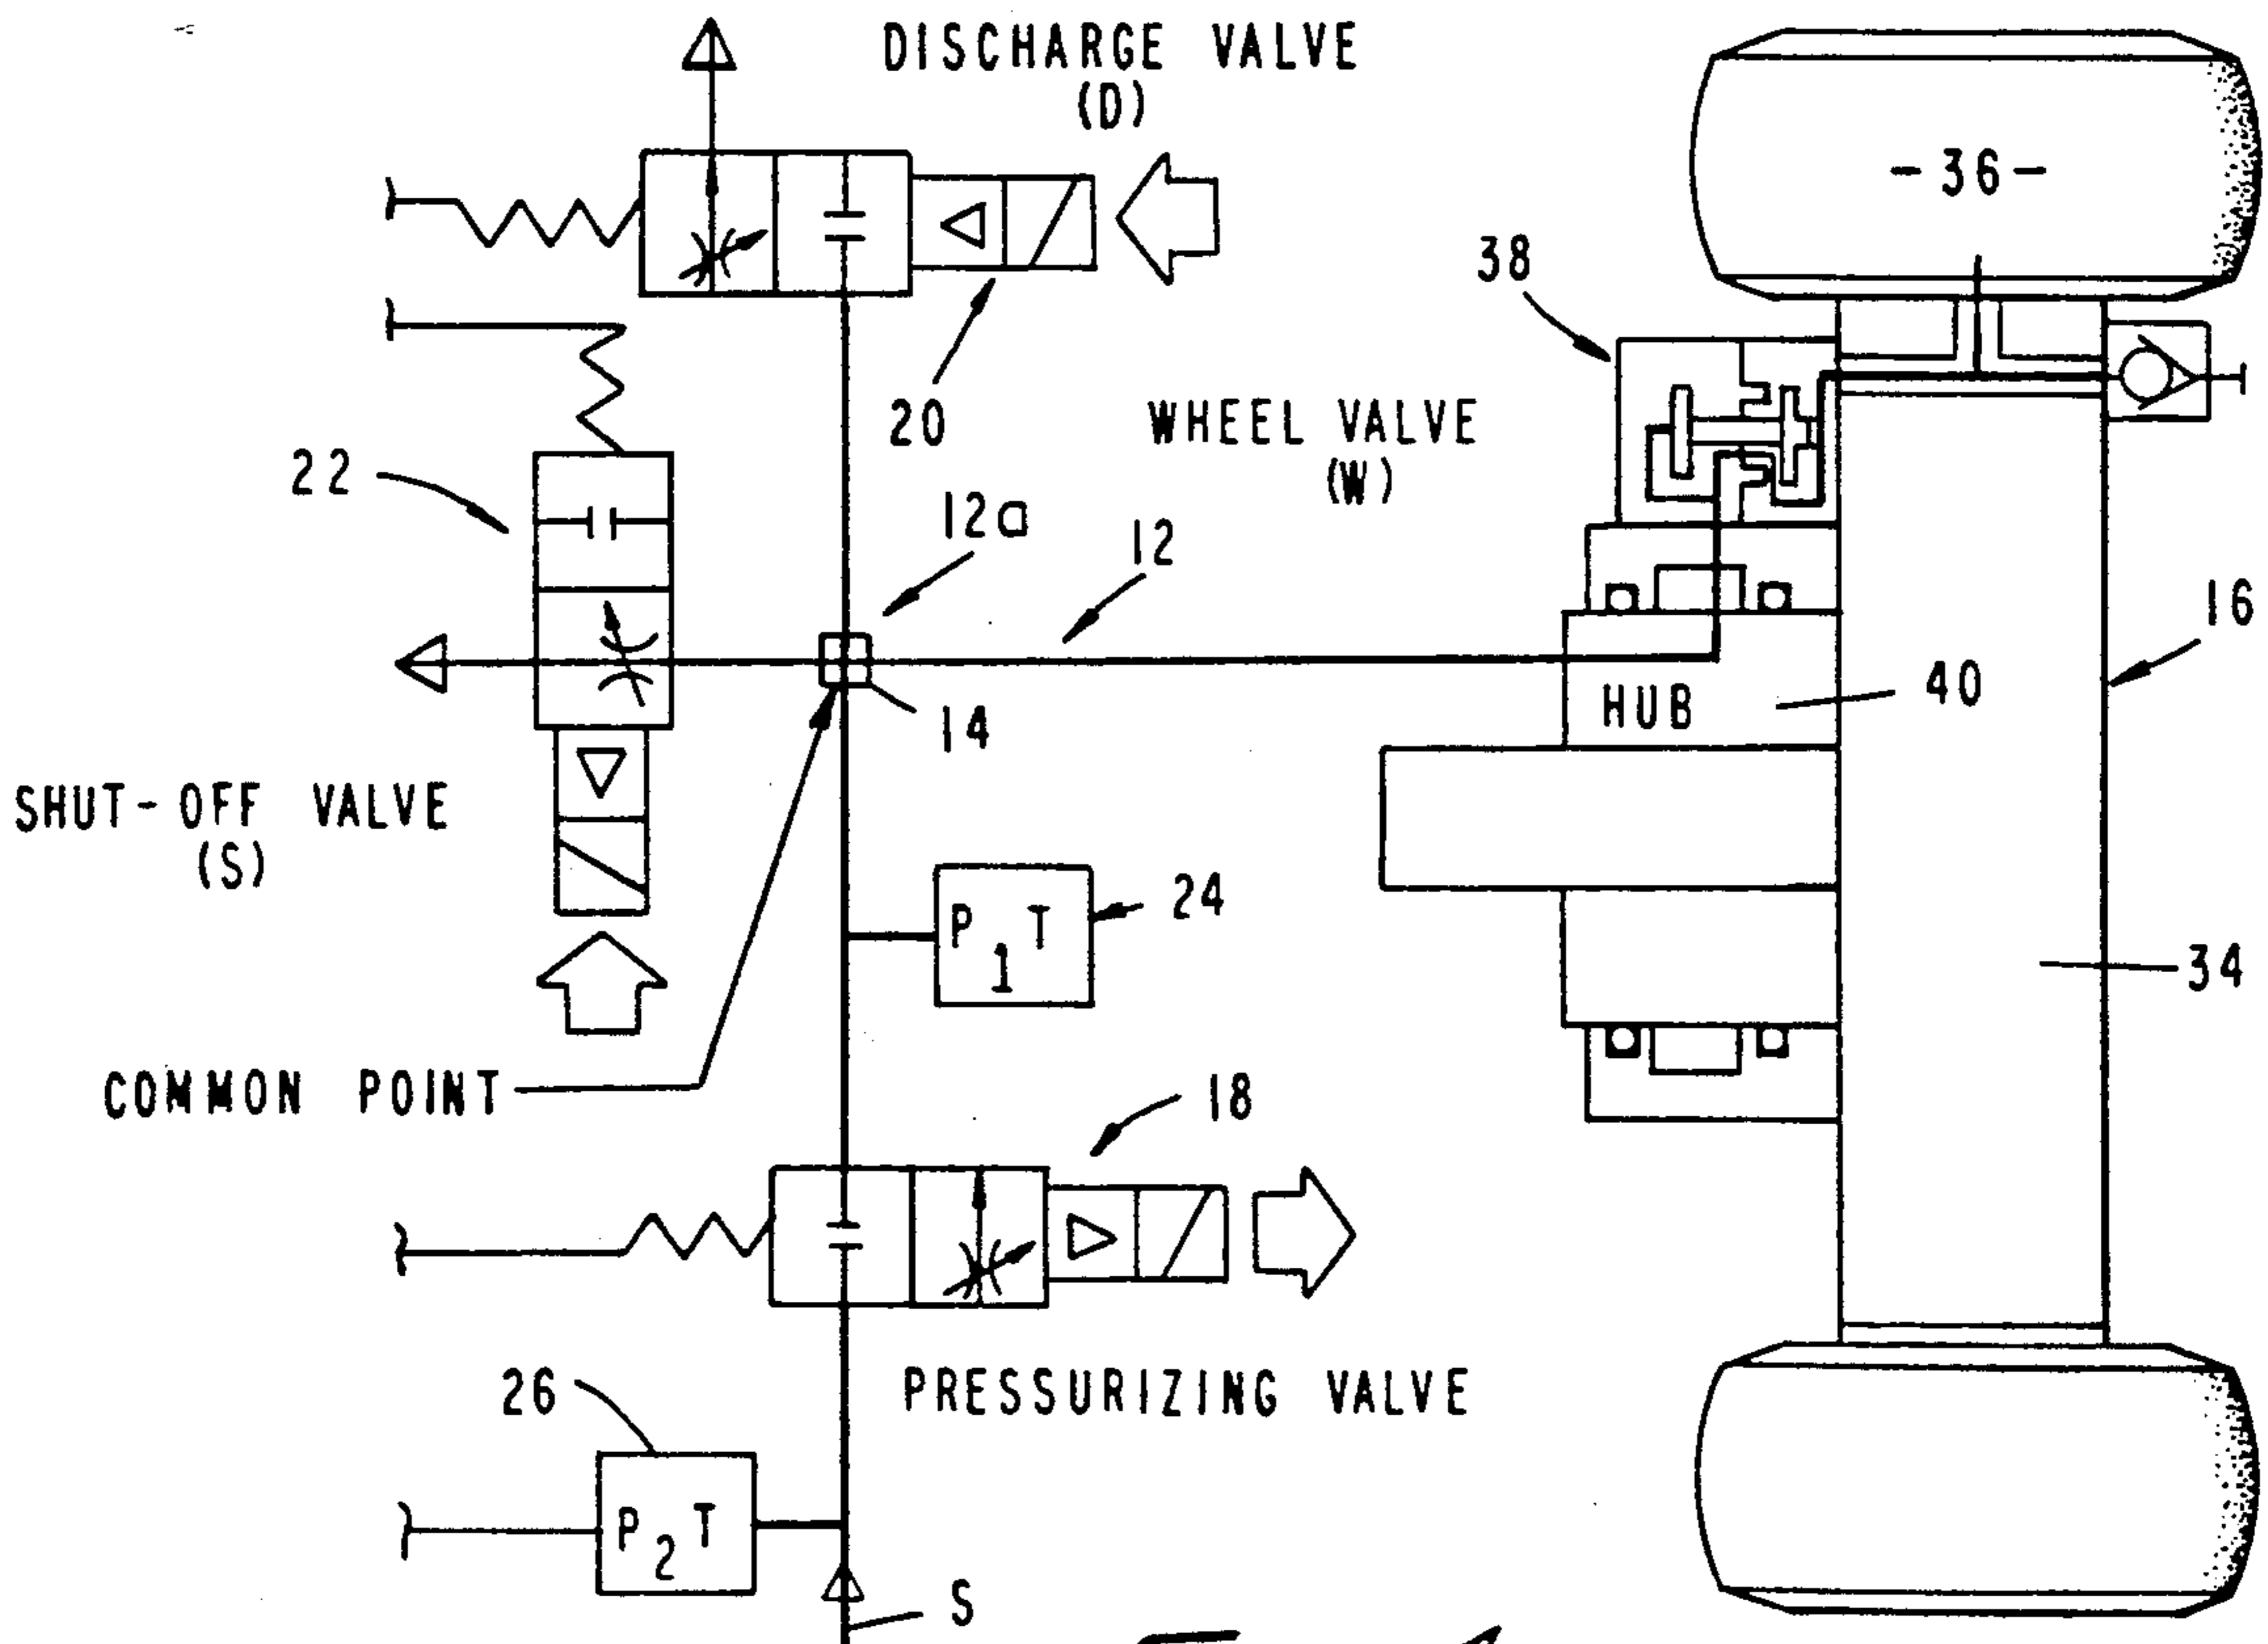 DISCHARGE VALVE
(D)
-36-
38
20
WHEEL VALVE
(W)
22
12a
12
16
14
HUB
40
SHUT-OFF VALVE
(S)
P1T
24
34
COMMON POINT
18
26
PRESSURIZING VALVE
P2T
S